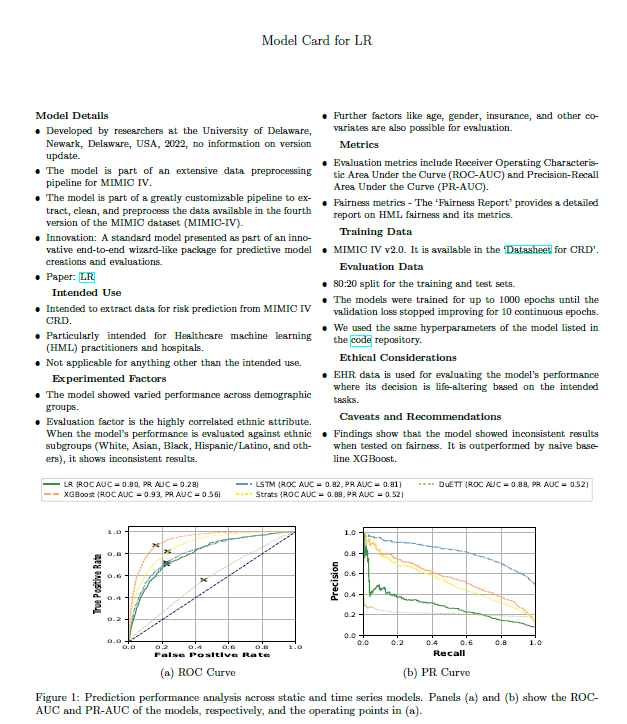 Model Card for LR
Model Details
• Developed by researchers at the University of Delaware,
Newark, Delaware, USA, 2022, no information on version
update.
• The model is part of an extensive data preprocessing
pipeline for MIMIC IV.
• The model is part of a greatly customizable pipeline to ex-
tract, clean, and preprocess the data available in the fourth
version of the MIMIC dataset (MIMIC-IV).
• Innovation: A standard model presented as part of an inno-
vative end-to-end wizard-like package for predictive model
creations and evaluations.
• Paper: LR
Intended Use
• Intended to extract data for risk prediction from MIMIC IV
CRD.
• Particularly intended for Healthcare machine learning
(HML) practitioners and hospitals.
• Not applicable for anything other than the intended use.
Experimented Factors
• The model showed varied performance across demographic
groups.
• Evaluation factor is the highly correlated ethnic attribute.
When the model's performance is evaluated against ethnic
subgroups (White, Asian, Black, Hispanic/Latino, and oth-
ers), it shows inconsistent results.
• Further factors like age, gender, insurance, and other co-
variates are also possible for evaluation.
Metrics
• Evaluation metrics include Receiver Operating Characteris-
tic Area Under the Curve (ROC-AUC) and Precision-Recall
Area Under the Curve (PR-AUC).
• Fairness metrics - The 'Fairness Report' provides a detailed
report on HML fairness and its metrics.
Training Data
• MIMIC IV v2.0. It is available in the 'Datasheet for CRD'.
Evaluation Data
• 80:20 split for the training and test sets.
• The models were trained for up to 1000 epochs until the
validation loss stopped improving for 10 continuous epochs.
• We used the same hyperparameters of the model listed in
the code repository.
Ethical Considerations
• EHR data is used for evaluating the model's performance
where its decision is life-altering based on the intended
tasks.
Caveats and Recommendations
• Findings show that the model showed inconsistent results
when tested on fairness. It is outperformed by naive base-
line XGBoost.
LR (ROC AUC = 0.80, PR AUC = 0.28)
XGBoost (ROC AUC = 0.93, PR AUC = 0.56)
LSTM (ROC AUC = 0.82, PR AUC = 0.81)
Strats (ROC AUC = 0.88, PR AUC = 0.52)
DuETT (ROC AUC = 0.88, PR AUC = 0.52)
True Positive Rate
1.0
0.8
0.6
0.4
0.2
0.0
0.0 0.2 0.4 0.6 0.8 1.0
False Positive Rate
(a) ROC Curve
Precision
1.0
0.8
0.6
0.4
0.2
0.0
0.0 0.2 0.4 0.6 0.8 1.0
Recall
(b) PR Curve
Figure 1: Prediction performance analysis across static and time series models. Panels (a) and (b) show the ROC-
AUC and PR-AUC of the models, respectively, and the operating points in (a).